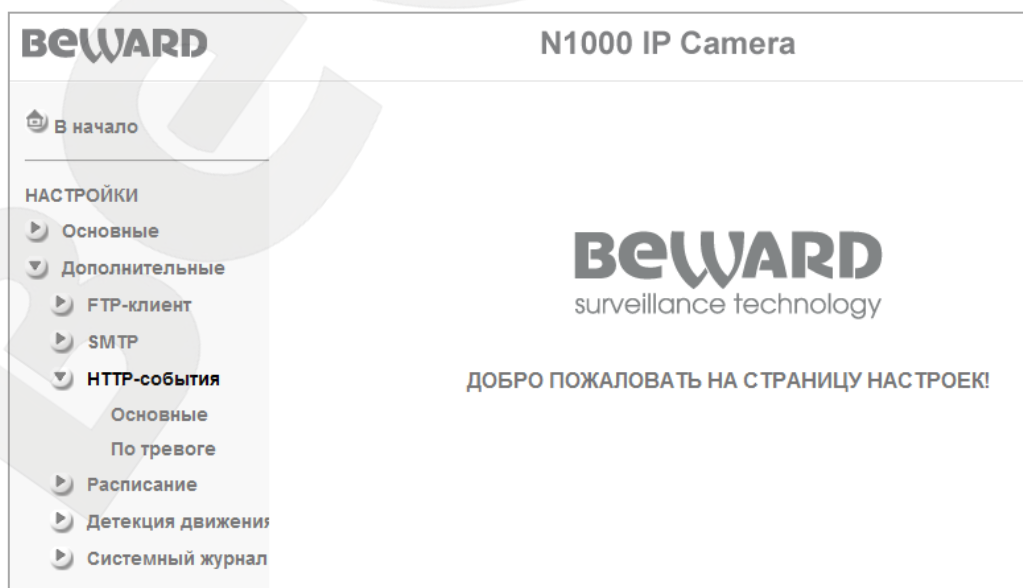 BEWARD
N1000 IP Camera
В начало
НАСТРОЙКИ
Основные
Дополнительные
FTP-клиент
SMTP
HTTP-события
Основные
По тревоге
Расписание
Детекция движения
Системный журнал
BEWARD
surveillance technology
ДОБРО ПОЖАЛОВАТЬ НА СТРАНИЦУ НАСТРОЕК!